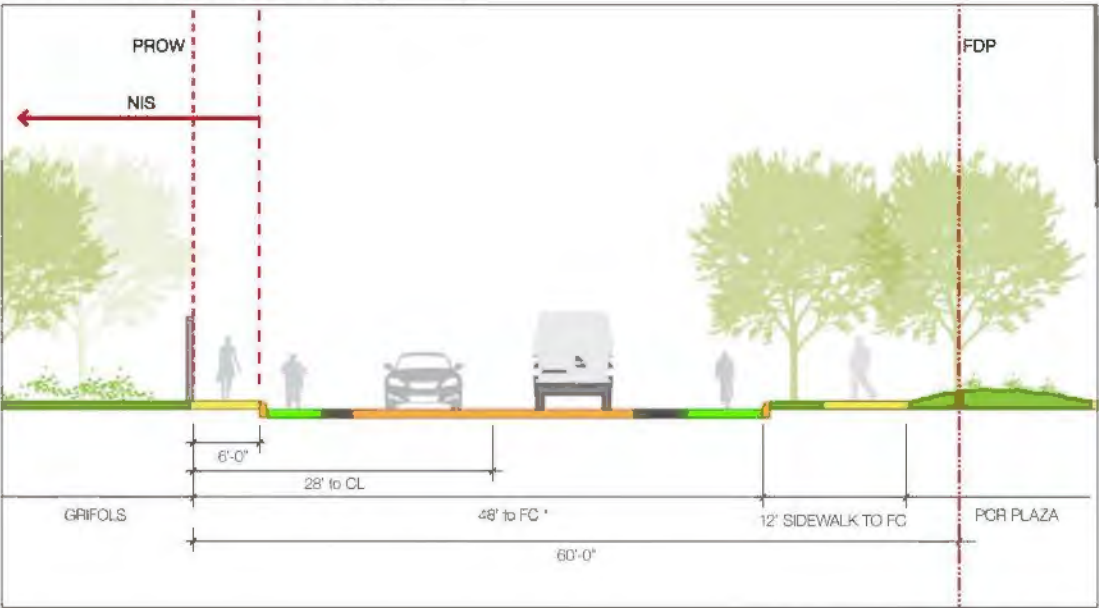 PROW
FDP
NIS
6'-0"
28' to CL
GRIFOLS
48' to FC *
12' SIDEWALK TO FC
PCR PLAZA
60'-0"